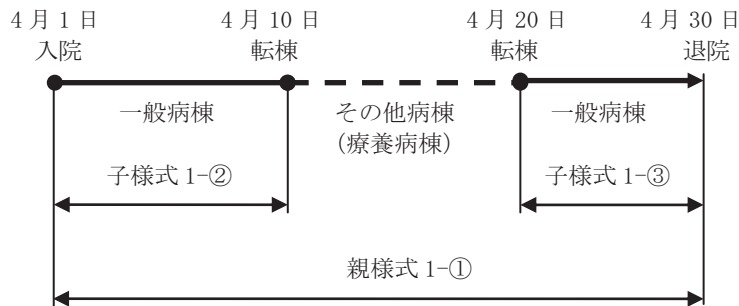 4月1日 4月10日 4月20日 4月30日
入院 転棟 転棟 退院
一般病棟 その他病棟 一般病棟
(療養病棟)
子様式 1-② 子様式 1-③
親様式 1-①